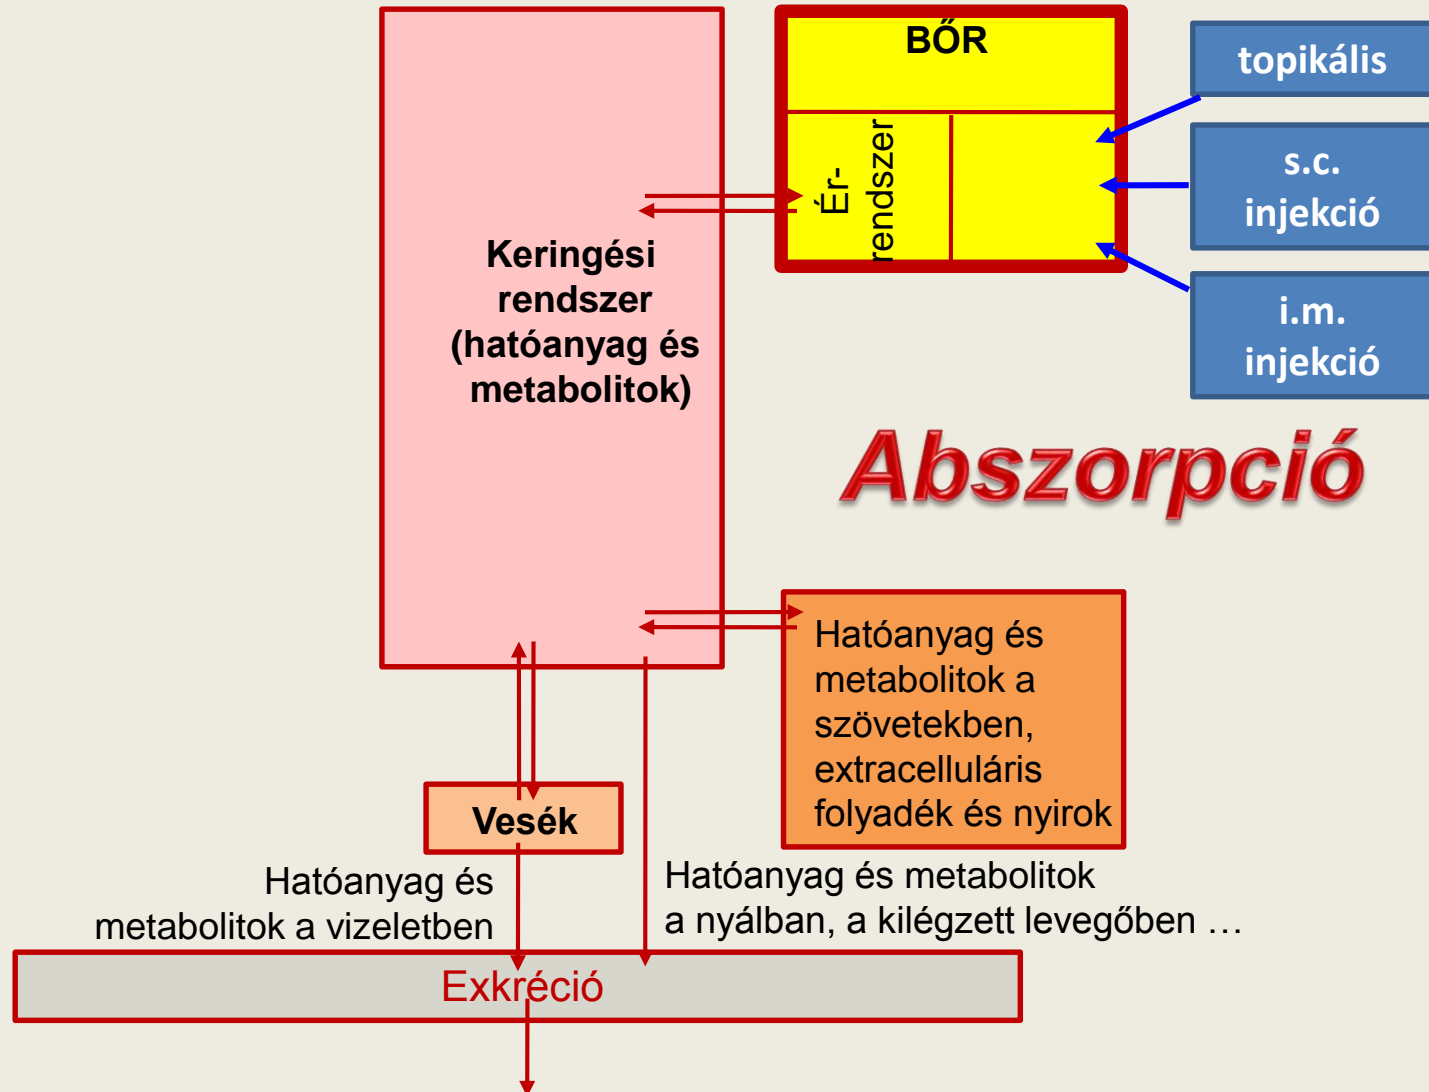 BŐR
topikális
Ér-
rendszer
s.c.
injekció
Keringési
rendszer
(hatóanyag és
metabolitok)
i.m.
injekció
Abszorpció
Hatóanyag és
metabolitok a
szövetekben,
extracelluláris
folyadék és nyirok
Vesék
Hatóanyag és
metabolitok a vizeletben
Hatóanyag és metabolitok
a nyálban, a kilégzett levegőben …
Exkréció